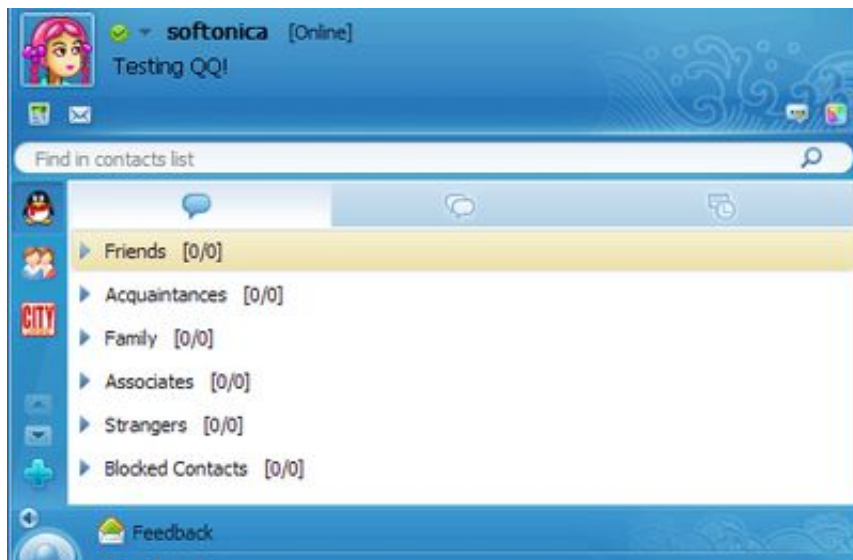 softonica [Online]
Testing QQ!
Find in contacts list
CITY
Friends [0/0]
Acquaintances [0/0]
Family [0/0]
Associates [0/0]
Strangers [0/0]
Blocked Contacts [0/0]
Feedback